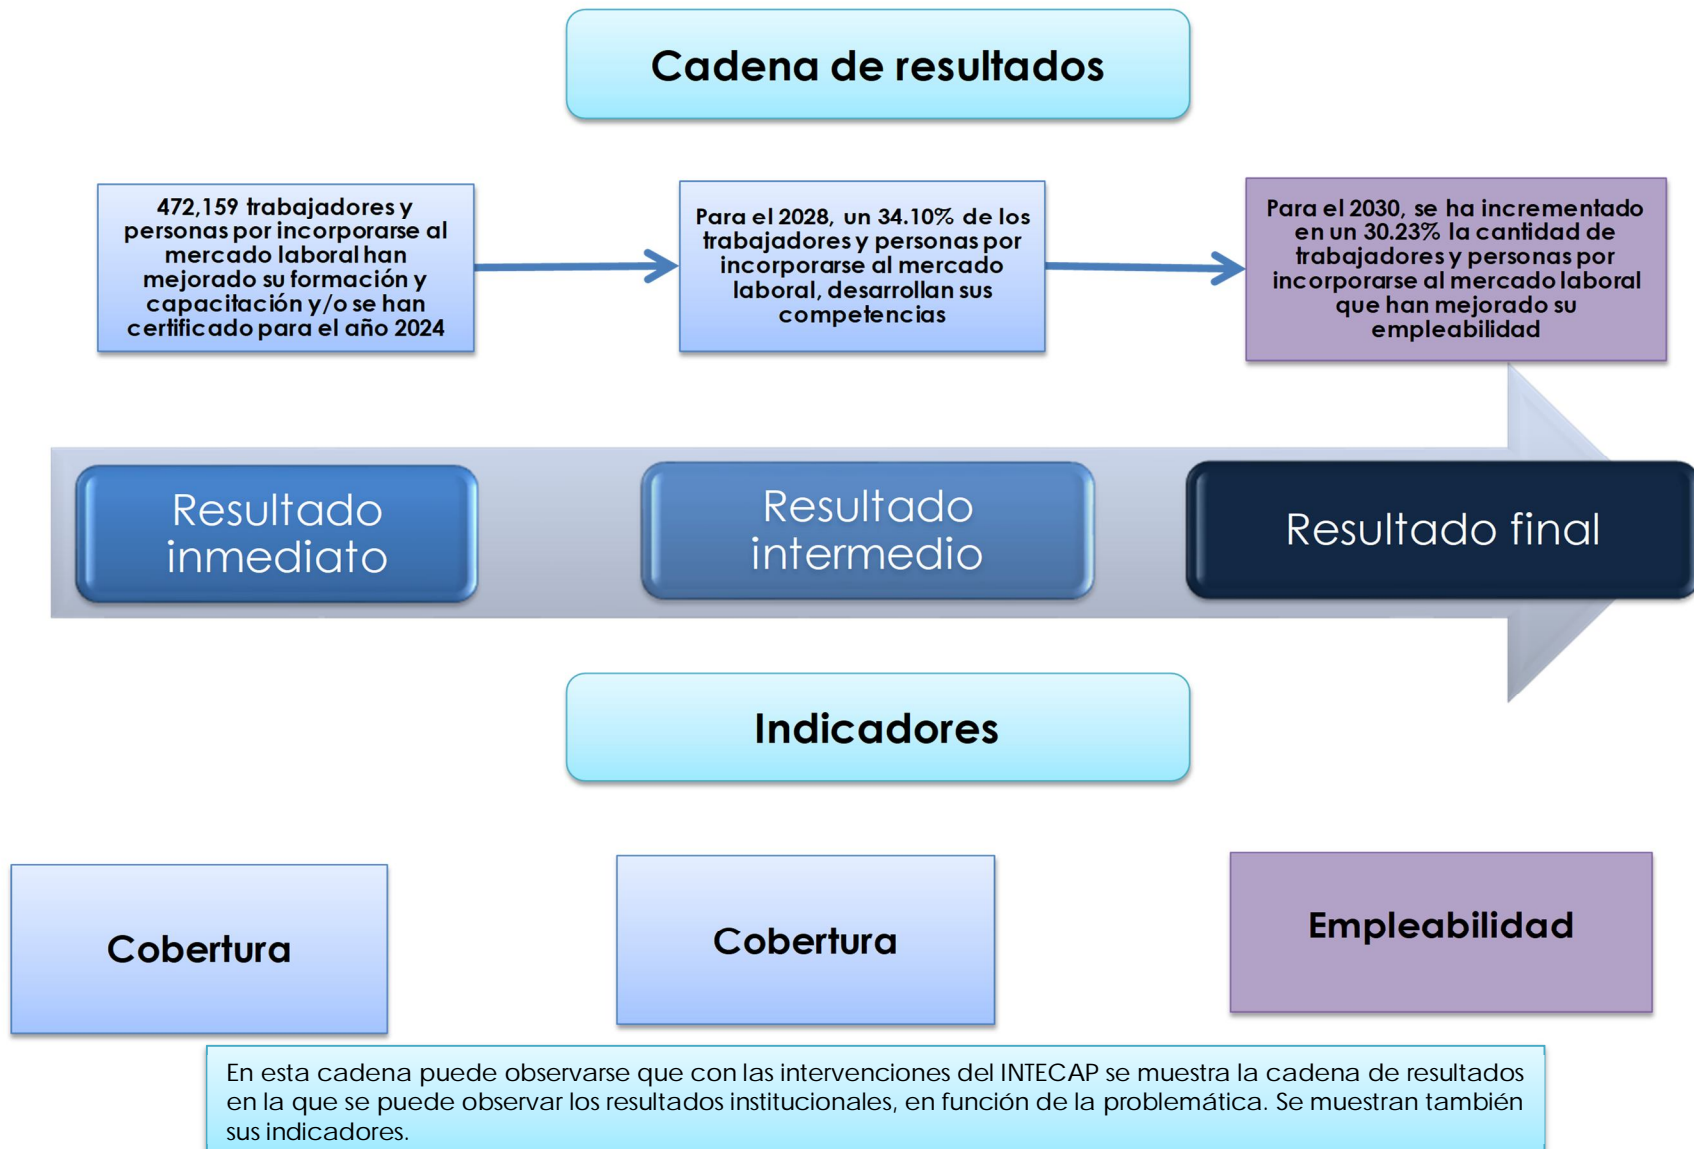 Cadena de resultados
472,159 trabajadores y
personas por incorporarse al
mercado laboral han
mejorado su formación y
capacitación y/o se han
certificado para el año 2024
Para el 2028, un 34.10% de los
trabajadores y personas por
incorporarse al mercado
laboral, desarrollan sus
competencias
Para el 2030, se ha incrementado
en un 30.23% la cantidad de
trabajadores y personas por
incorporarse al mercado laboral
que han mejorado su
empleabilidad
Resultado
inmediato
Resultado
intermedio
Resultado final
Indicadores
Cobertura
Cobertura
Empleabilidad
En esta cadena puede observarse que con las intervenciones del INTECAP se muestra la cadena de resultados
en la que se puede observar los resultados institucionales, en función de la problemática. Se muestran también
sus indicadores.